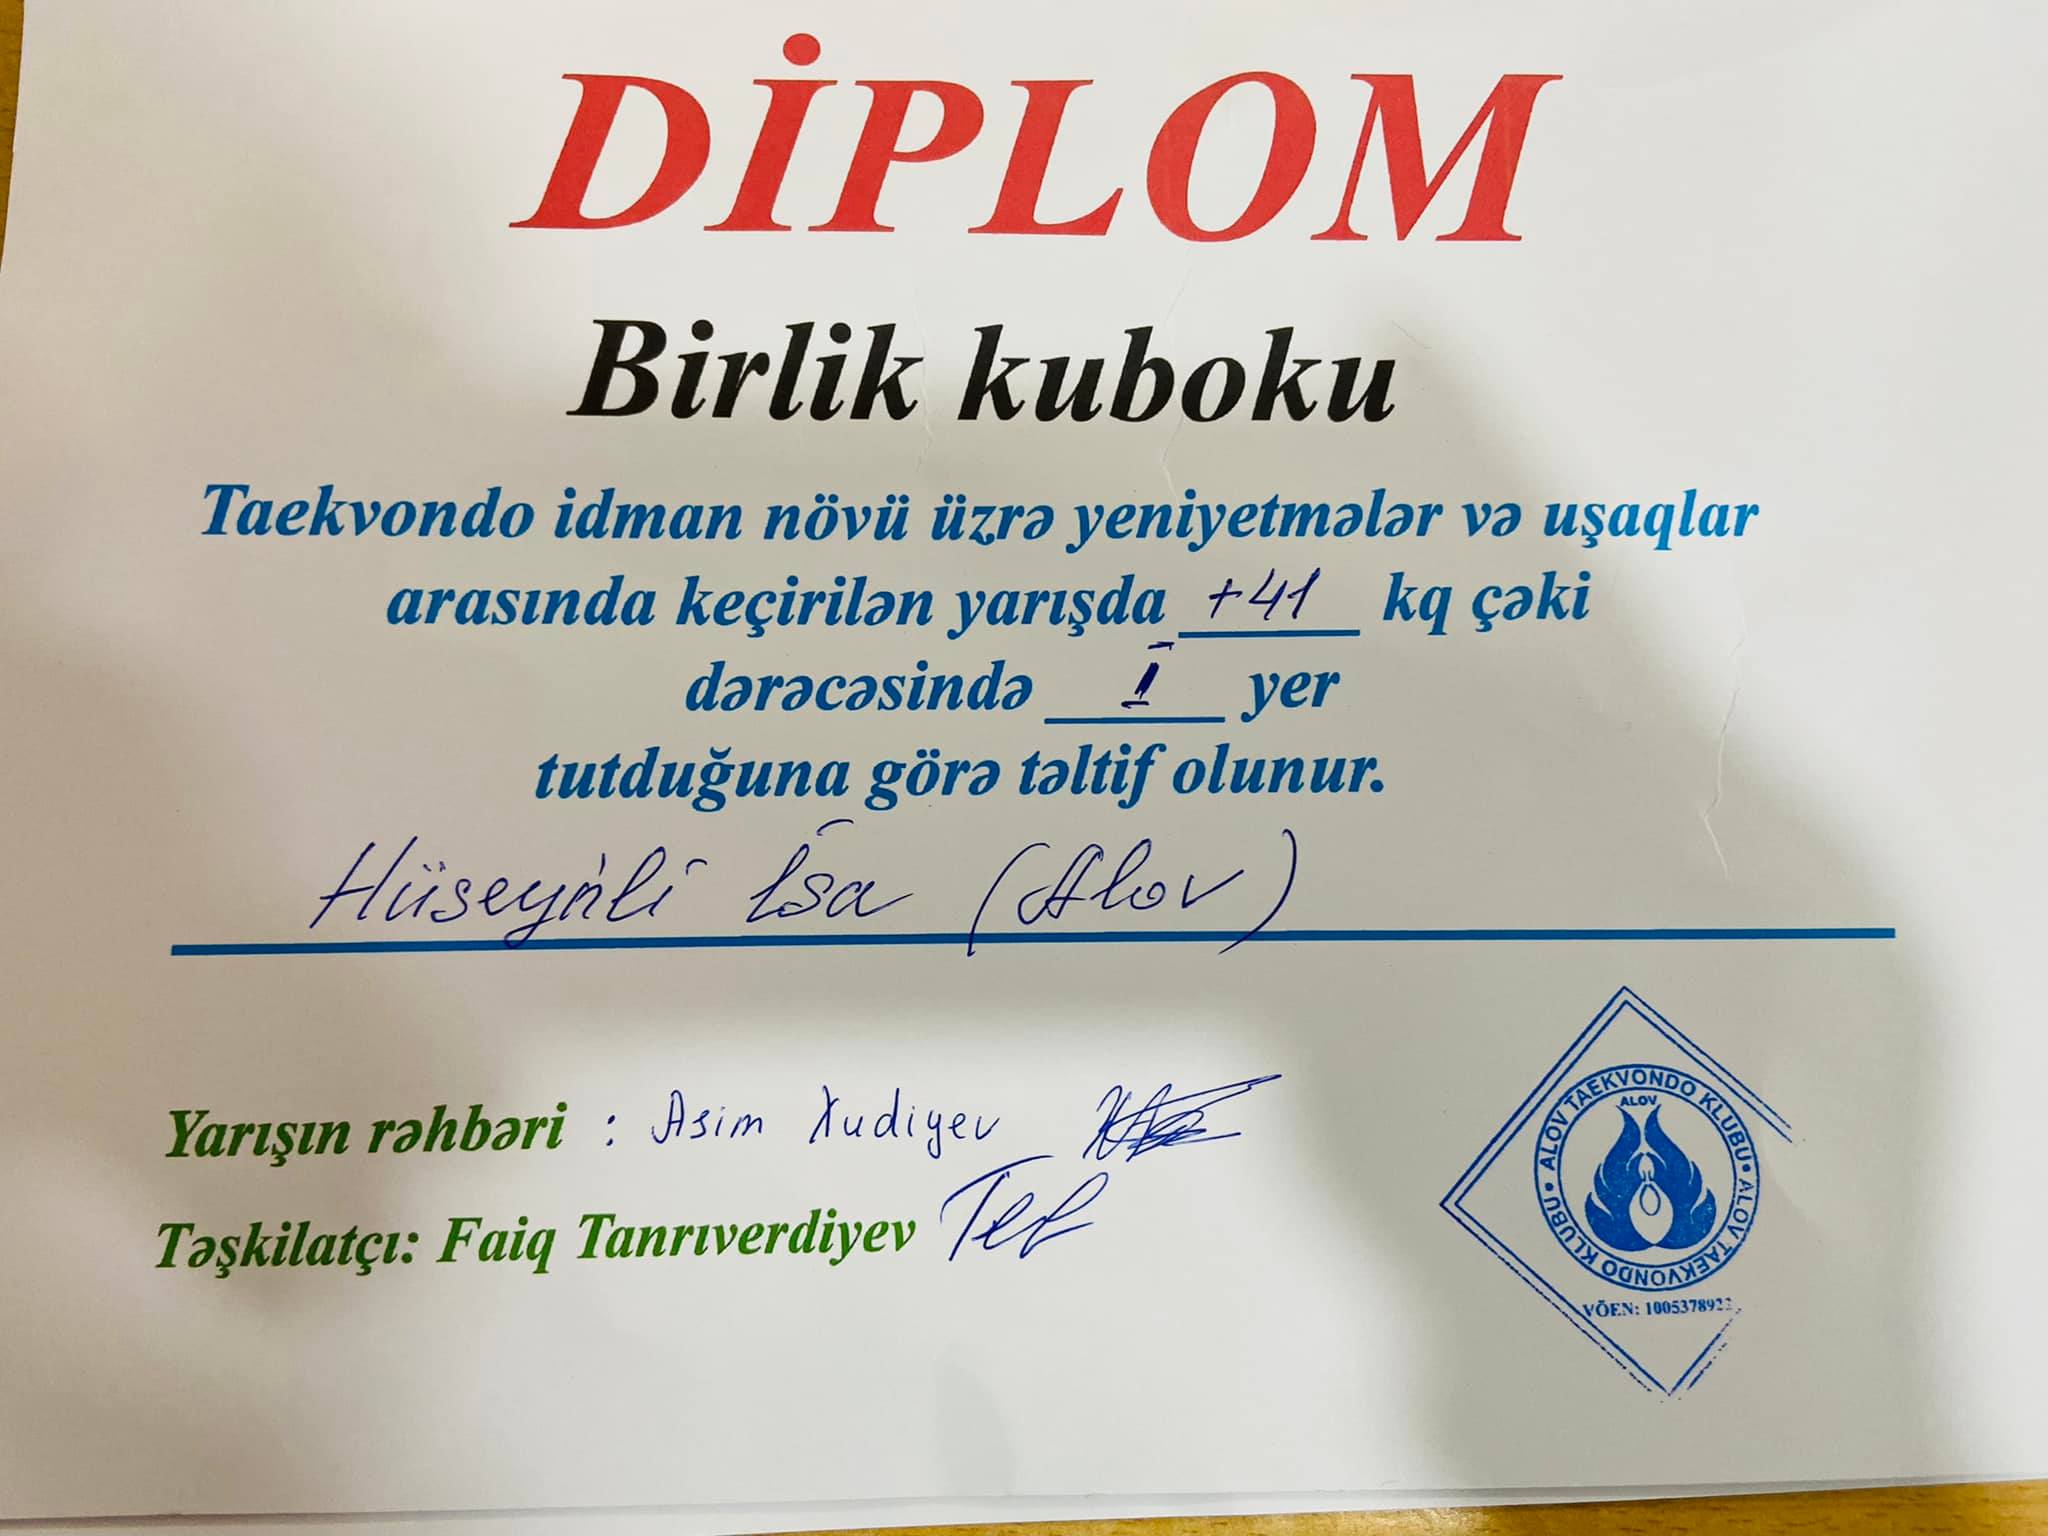 DİPLOM
Birlik kuboku
Taekvondo idman növü üzrə yeniyetmələr və uşaqlar
arasında keçirilən yarışda +41 kq çəki
dərəcəsində I yer
tutduğuna görə təltif olunur.
Hüseynli İsa (Alov)
Yarışın rəhbəri : Asim Xudiyev
Təşkilatçı: Faiq Tanrıverdiyev
ALOV TAEKVONDO KLUBU • ALOV TAEKVONDO KLUBU •
ALOV
VÖEN: